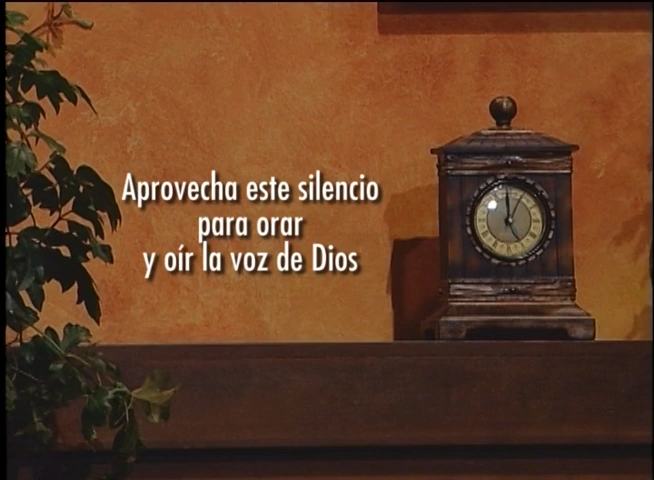 Aprovecha este silencio
para orar
y oír la voz de Dios